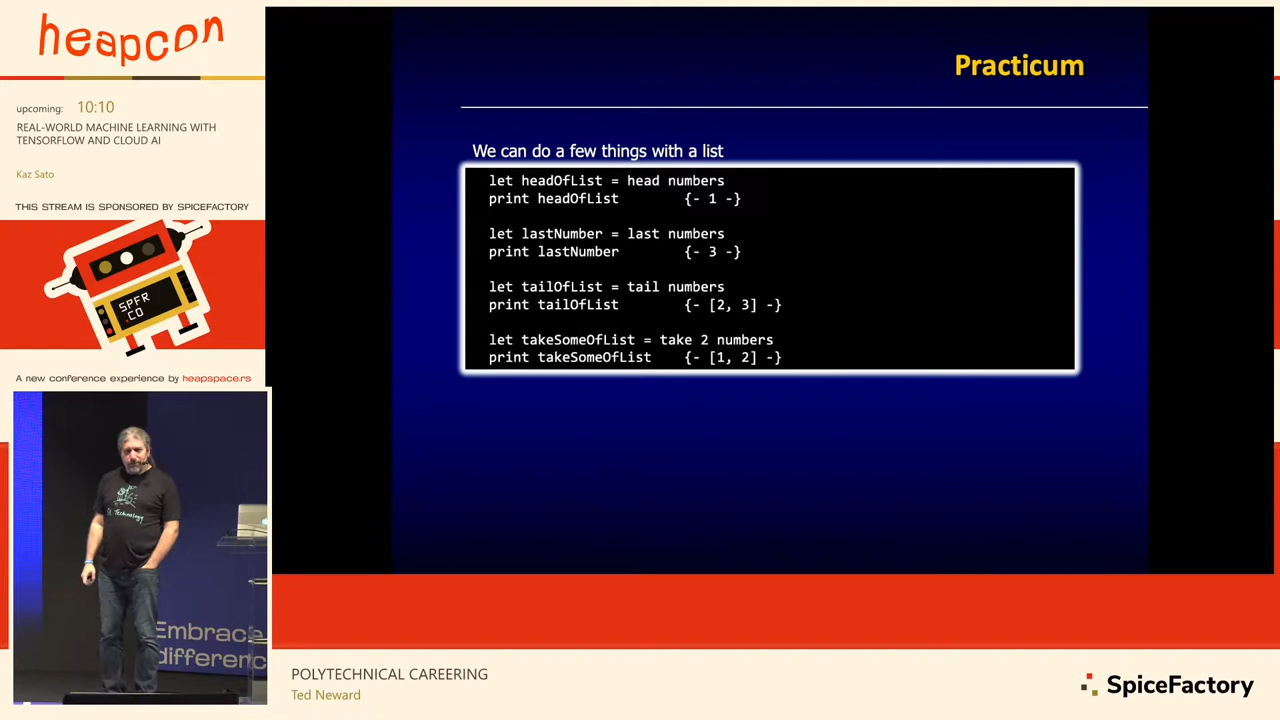 heapcon
upcoming: 10:10
REAL-WORLD MACHINE LEARNING WITH
TENSORFLOW AND CLOUD AI
Kaz Sato
THIS STREAM IS SPONSORED BY SPICEFACTORY
SPFR
.CO
A new conference experience by heapspace.rs
Practicum
We can do a few things with a list
let headOfList = head numbers
print headOfList {- 1 -}
let lastNumber = last numbers
print lastNumber {- 3 -}
let tailOfList = tail numbers
print tailOfList {- [2, 3] -}
let takeSomeOfList = take 2 numbers
print takeSomeOfList {- [1, 2] -}
Technology
Embrace
difference
POLYTECHNICAL CAREERING
Ted Neward
SpiceFactory